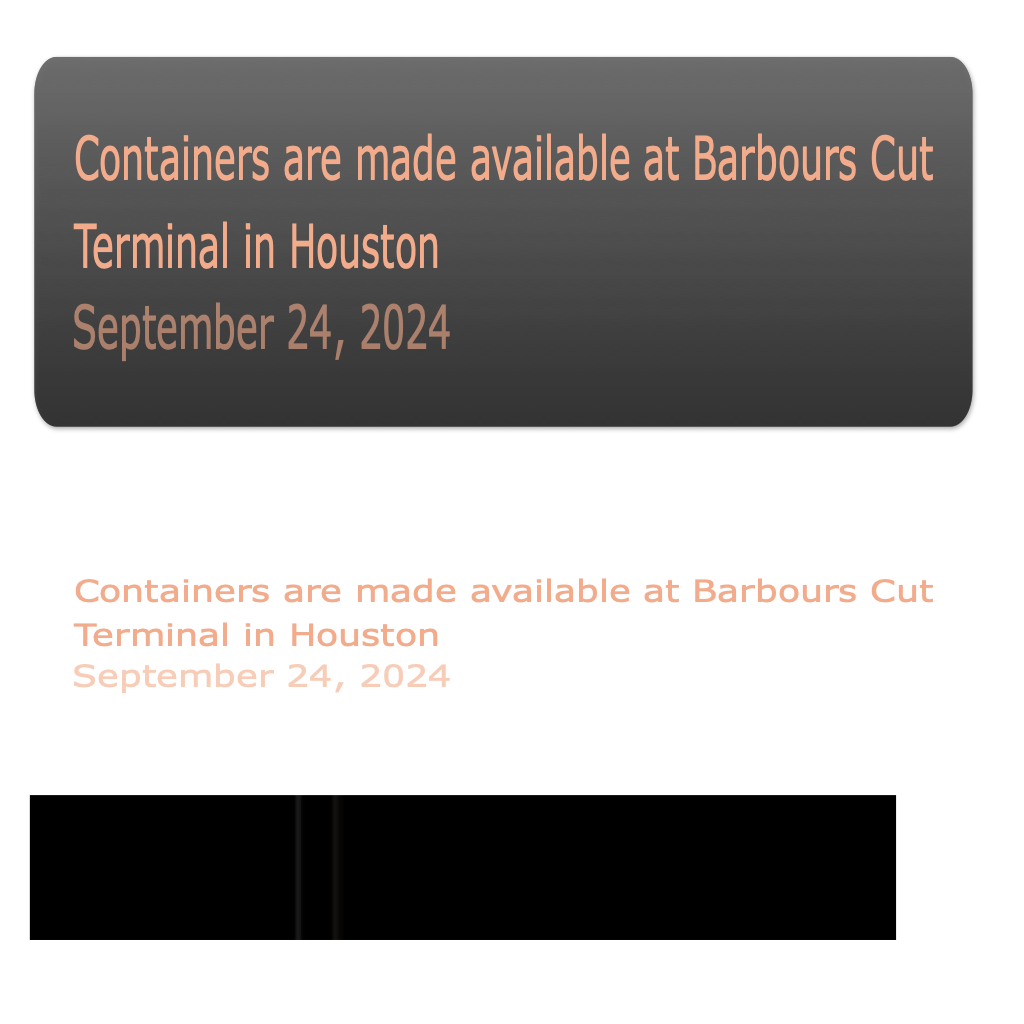 Containers are made available at Barbours Cut
Terminal in Houston
September 24, 2024
Containers are made available at Barbours Cut
Terminal in Houston
September 24, 2024